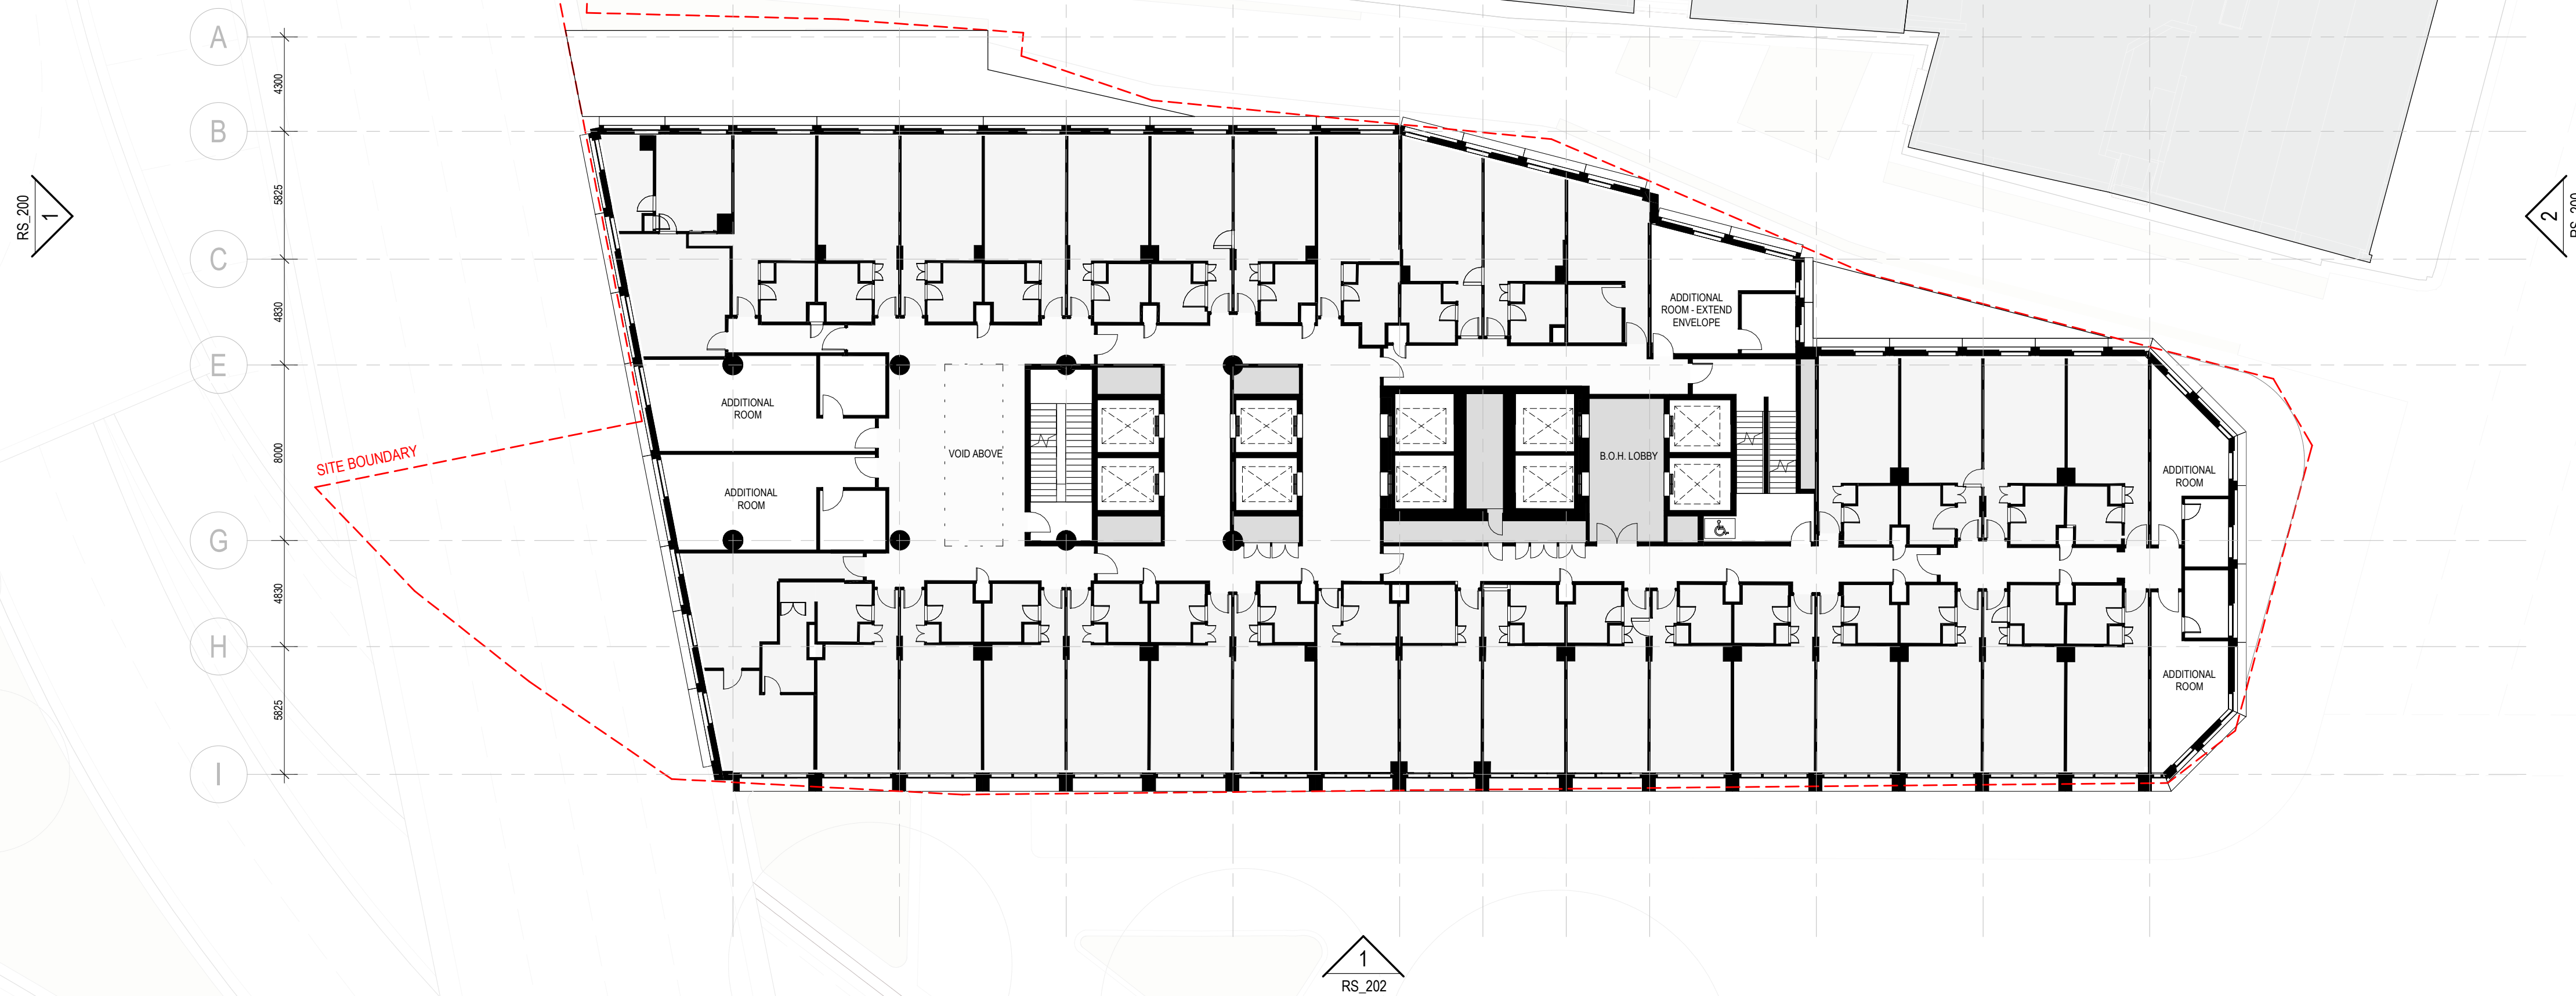 A
4300
B
5825
RS_200
1
2
C
4830
ADDITIONAL
ROOM - EXTEND
ENVELOPE
E
ADDITIONAL
ROOM
8000
SITE BOUNDARY
VOID ABOVE
B.O.H. LOBBY
ADDITIONAL
ROOM
ADDITIONAL
ROOM
G
4830
H
ADDITIONAL
ROOM
5825
I
1
RS_202